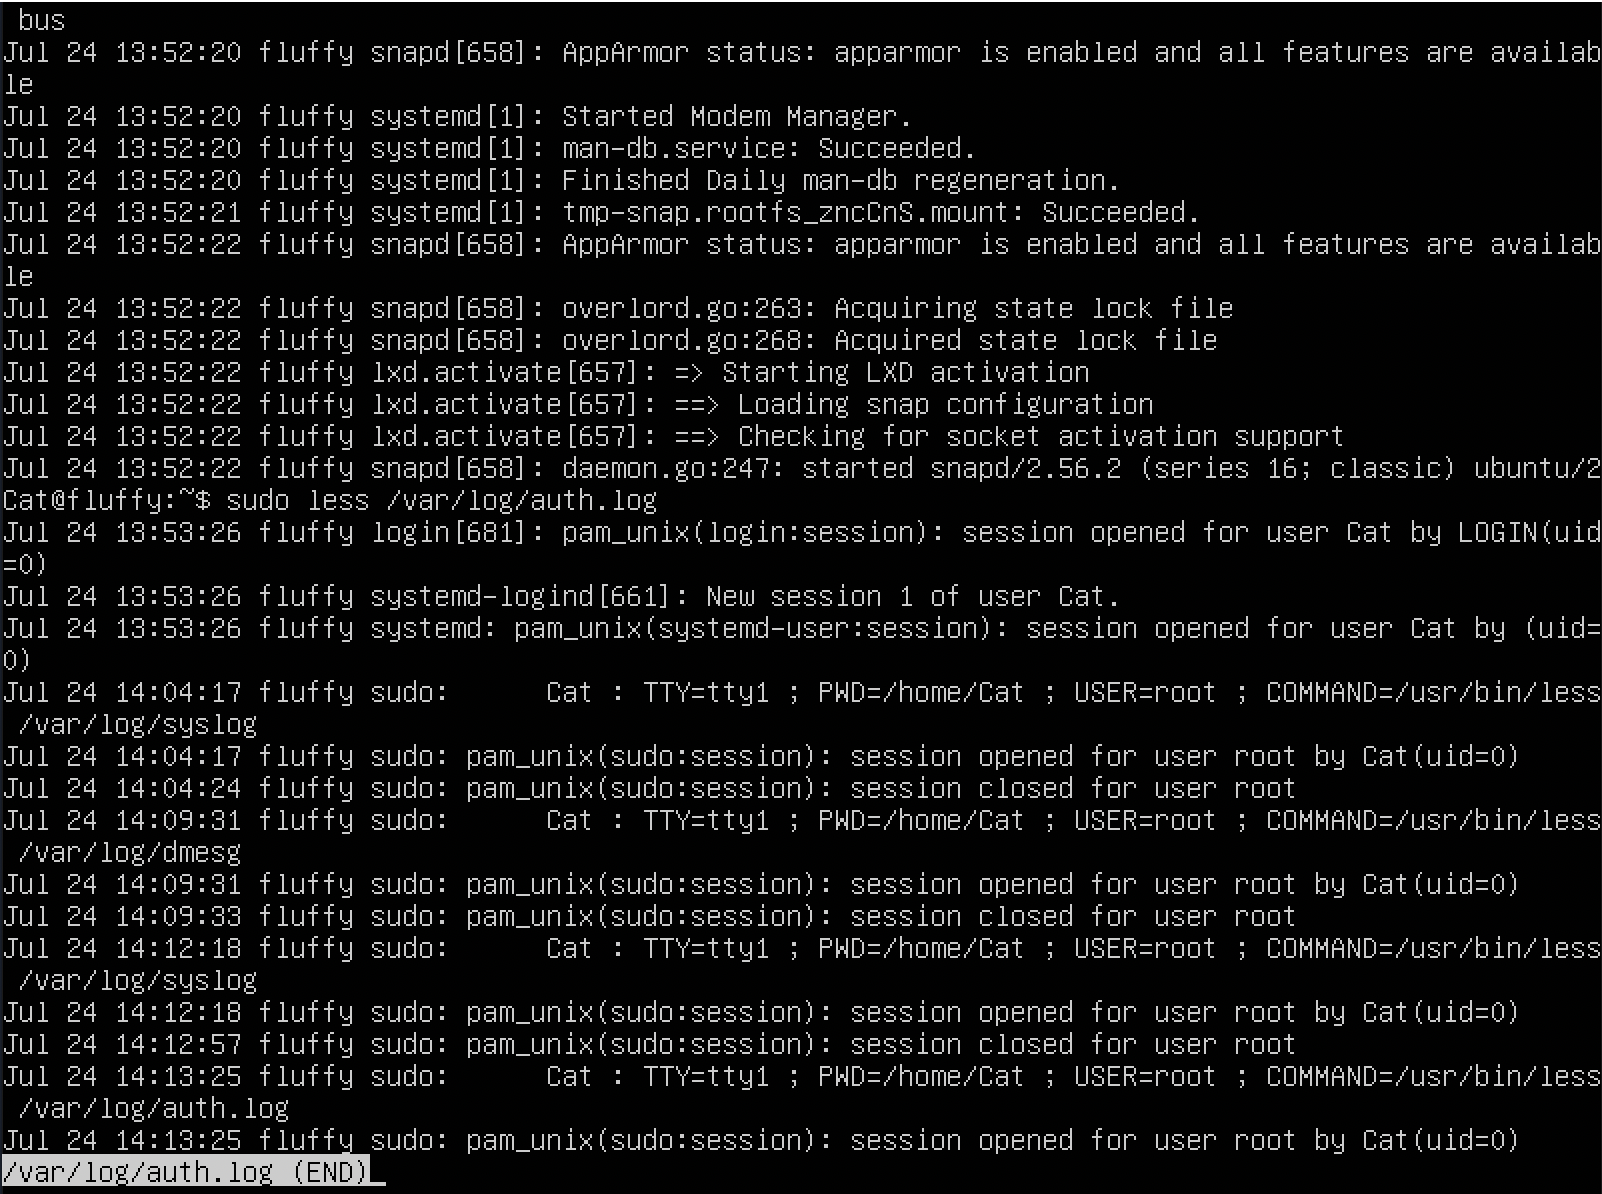 bus
Jul 24 13:52:20 fluffy snapd[658]: AppArmor status: apparmor is enabled and all features are availab
le
Jul 24 13:52:20 fluffy systemd[1]: Started Modem Manager.
Jul 24 13:52:20 fluffy systemd[1]: man-db.service: Succeeded.
Jul 24 13:52:20 fluffy systemd[1]: Finished Daily man-db regeneration.
Jul 24 13:52:21 fluffy systemd[1]: tmp-snap.rootfs_zncCnS.mount: Succeeded.
Jul 24 13:52:22 fluffy snapd[658]: AppArmor status: apparmor is enabled and all features are availab
le
Jul 24 13:52:22 fluffy snapd[658]: overlord.go:263: Acquiring state lock file
Jul 24 13:52:22 fluffy snapd[658]: overlord.go:268: Acquired state lock file
Jul 24 13:52:22 fluffy lxd.activate[657]: => Starting LXD activation
Jul 24 13:52:22 fluffy lxd.activate[657]: ==> Loading snap configuration
Jul 24 13:52:22 fluffy lxd.activate[657]: ==> Checking for socket activation support
Jul 24 13:52:22 fluffy snapd[658]: daemon.go:247: started snapd/2.56.2 (series 16; classic) ubuntu/2
Cat@fluffy:~$ sudo less /var/log/auth.log
Jul 24 13:53:26 fluffy login[681]: pam_unix(login:session): session opened for user Cat by LOGIN(uid
=0)
Jul 24 13:53:26 fluffy systemd-logind[661]: New session 1 of user Cat.
Jul 24 13:53:26 fluffy systemd: pam_unix(systemd-user:session): session opened for user Cat by (uid=
0)
Jul 24 14:04:17 fluffy sudo:      Cat : TTY=tty1 ; PWD=/home/Cat ; USER=root ; COMMAND=/usr/bin/less
/var/log/syslog
Jul 24 14:04:17 fluffy sudo: pam_unix(sudo:session): session opened for user root by Cat(uid=0)
Jul 24 14:04:24 fluffy sudo: pam_unix(sudo:session): session closed for user root
Jul 24 14:09:31 fluffy sudo:      Cat : TTY=tty1 ; PWD=/home/Cat ; USER=root ; COMMAND=/usr/bin/less
/var/log/dmesg
Jul 24 14:09:31 fluffy sudo: pam_unix(sudo:session): session opened for user root by Cat(uid=0)
Jul 24 14:09:33 fluffy sudo: pam_unix(sudo:session): session closed for user root
Jul 24 14:12:18 fluffy sudo:      Cat : TTY=tty1 ; PWD=/home/Cat ; USER=root ; COMMAND=/usr/bin/less
/var/log/syslog
Jul 24 14:12:18 fluffy sudo: pam_unix(sudo:session): session opened for user root by Cat(uid=0)
Jul 24 14:12:57 fluffy sudo: pam_unix(sudo:session): session closed for user root
Jul 24 14:13:25 fluffy sudo:      Cat : TTY=tty1 ; PWD=/home/Cat ; USER=root ; COMMAND=/usr/bin/less
/var/log/auth.log
Jul 24 14:13:25 fluffy sudo: pam_unix(sudo:session): session opened for user root by Cat(uid=0)
/var/log/auth.log (END)